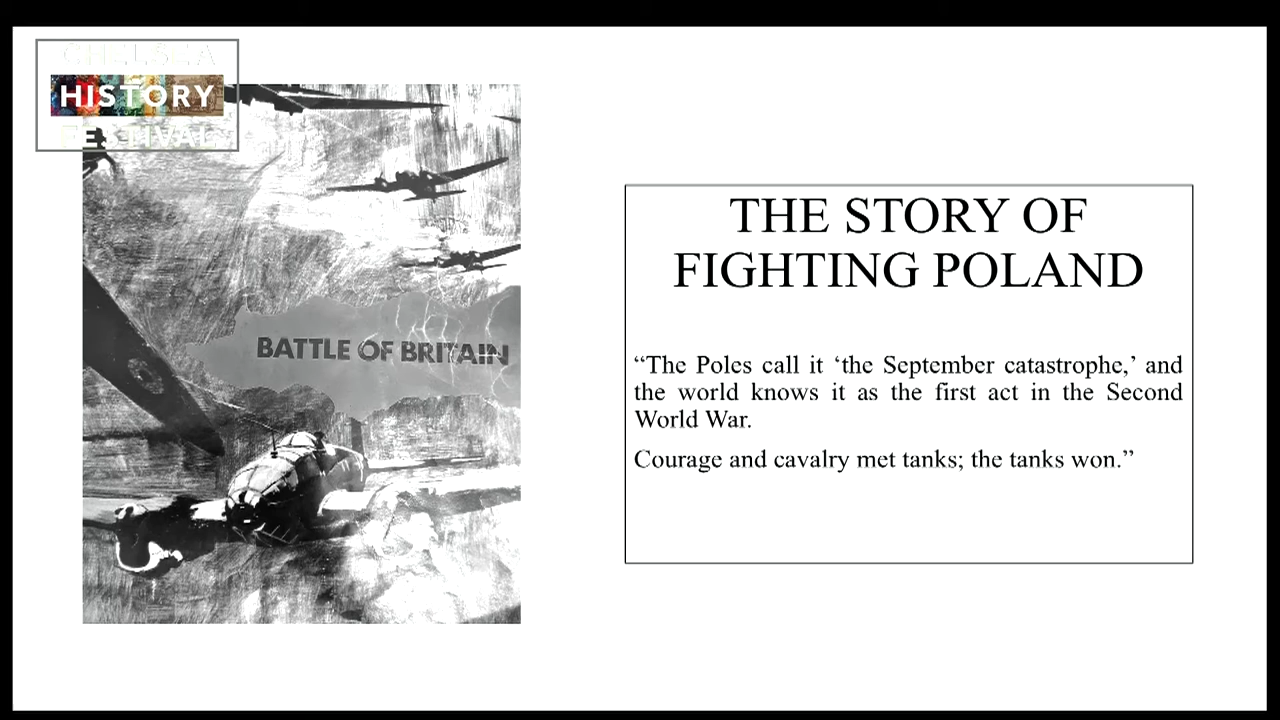 CHELSEA
HISTORY
FESTIVAL
BATTLE OF BRITAIN
THE STORY OF
FIGHTING POLAND
“The Poles call it ‘the September catastrophe,’ and
the world knows it as the first act in the Second
World War.
Courage and cavalry met tanks; the tanks won.”